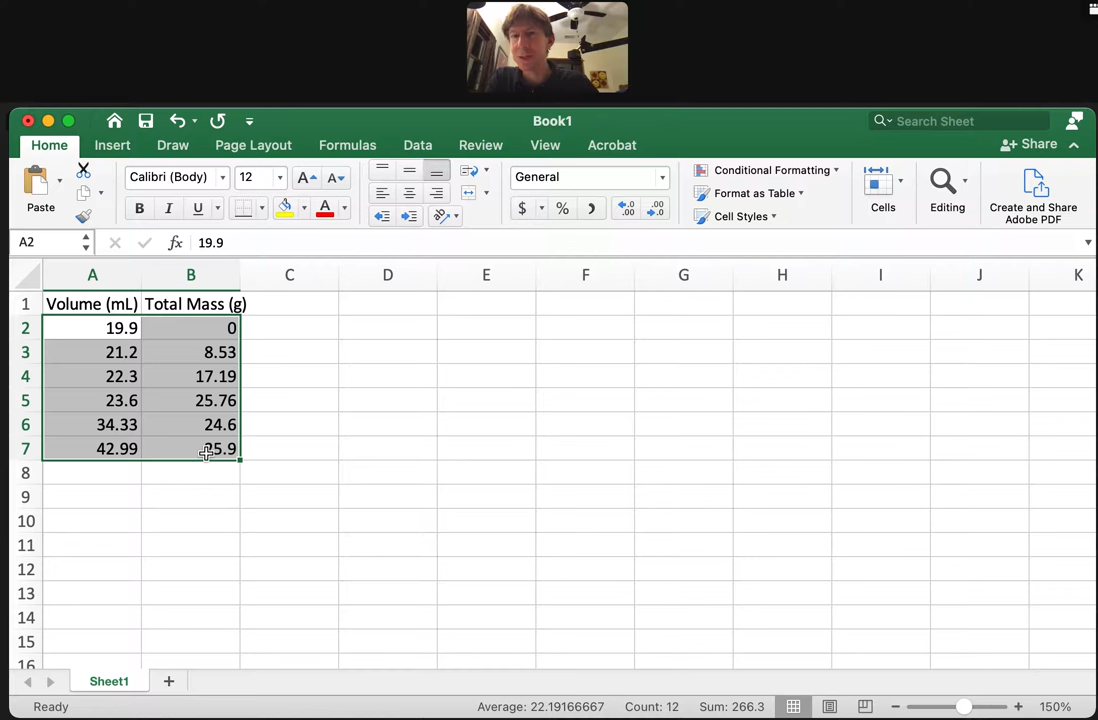 Book1
Search Sheet
Home Insert Draw Page Layout Formulas Data Review View Acrobat Share
Paste
Calibri (Body) 12 A A
B I U A
General
$ % 9 .00 .00
Conditional Formatting
Format as Table
Cell Styles
Cells
Editing
Create and Share
Adobe PDF
A2 fx 19.9
A B C D E F G H I J K
1 Volume (mL) Total Mass (g)
2 19.9 0
3 21.2 8.53
4 22.3 17.19
5 23.6 25.76
6 34.33 24.6
7 42.99 25.9
8
9
10
11
12
13
14
15
16
Sheet1
Ready Average: 22.19166667 Count: 12 Sum: 266.3 150%